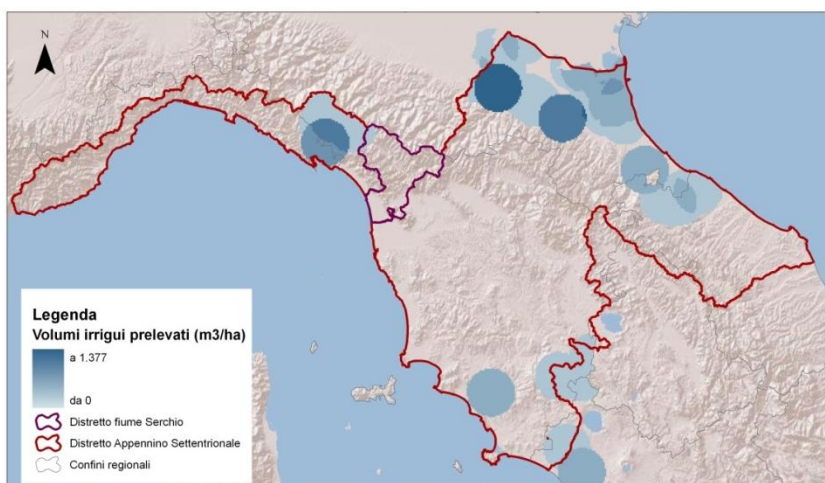 N
Legenda
Volumi irrigui prelevati (m3/ha)
a 1.377
da 0
Distretto fiume Serchio
Distretto Appennino Settentrionale
Confini regionali